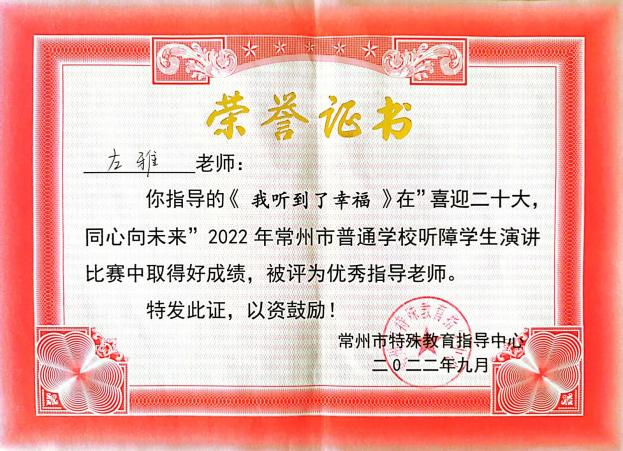 荣誉证书
左雅 老师：
你指导的《 我听到了幸福 》在”喜迎二十大，
同心向未来”2022年常州市普通学校听障学生演讲
比赛中取得好成绩，被评为优秀指导老师。
特发此证，以资鼓励！
常州市特殊教育指导中心
二０二二年九月